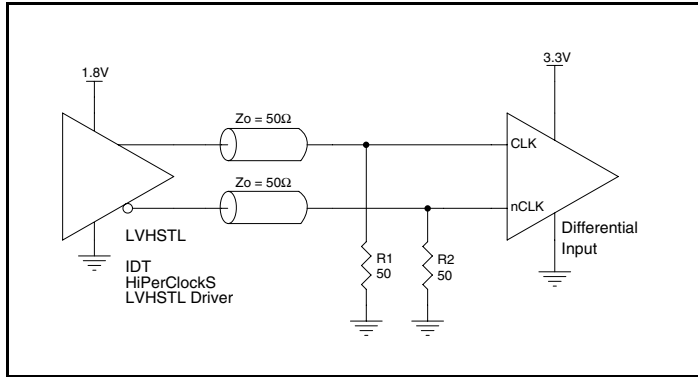 1.8V
3.3V
Zo = 50Ω
CLK
Zo = 50Ω
nCLK
LVHSTL
Differential
Input
IDT
HiPerClockS
LVHSTL Driver
R1
50
R2
50